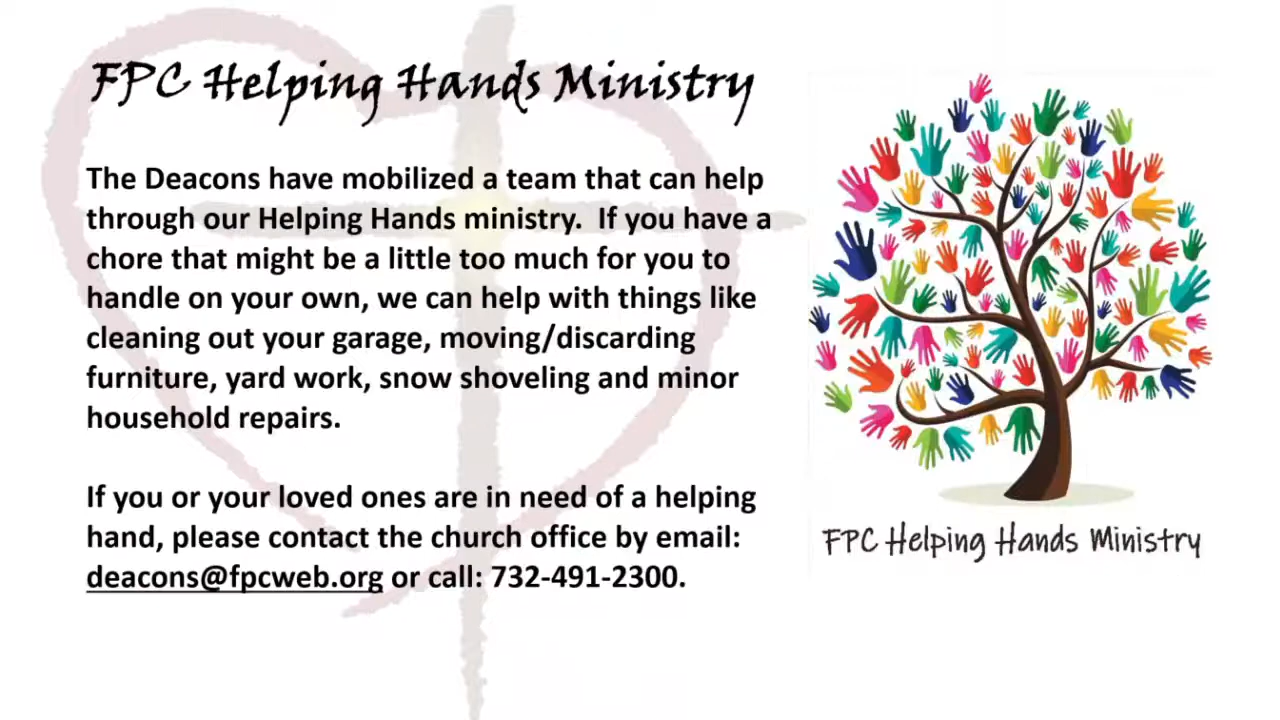 FPC Helping Hands Ministry
The Deacons have mobilized a team that can help
through our Helping Hands ministry.  If you have a
chore that might be a little too much for you to
handle on your own, we can help with things like
cleaning out your garage, moving/discarding
furniture, yard work, snow shoveling and minor
household repairs.
If you or your loved ones are in need of a helping
hand, please contact the church office by email:
deacons@fpcweb.org or call: 732-491-2300.
FPC Helping Hands Ministry